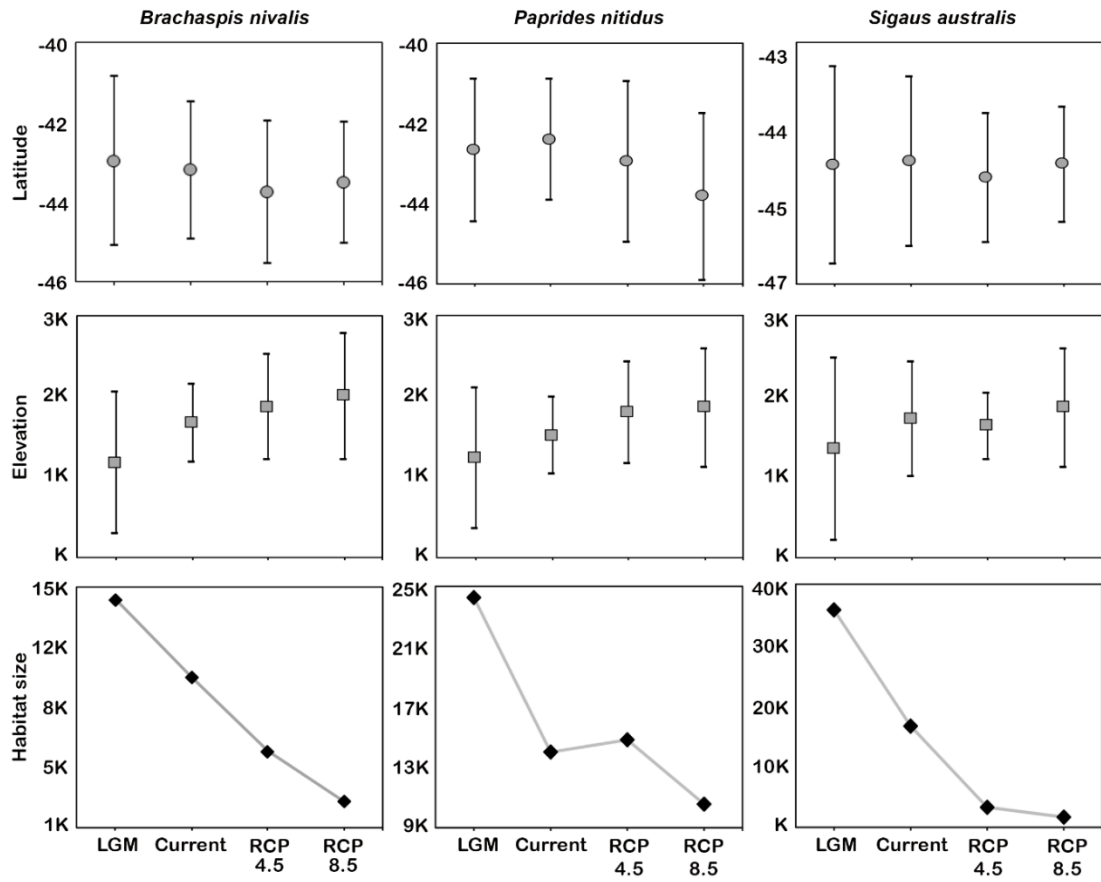 Brachaspis nivalis
Paprides nitidus
Sigaus australis
Latitude
-40
-42
-44
-46
-40
-42
-44
-46
-43
-44
-45
-47
Elevation
3K
2K
1K
K
3K
2K
1K
K
3K
2K
1K
K
Habitat size
15K
12K
8K
5K
1K
25K
21K
17K
13K
9K
40K
30K
20K
10K
K
LGM Current RCP 4.5 RCP 8.5
LGM Current RCP 4.5 RCP 8.5
LGM Current RCP 4.5 RCP 8.5